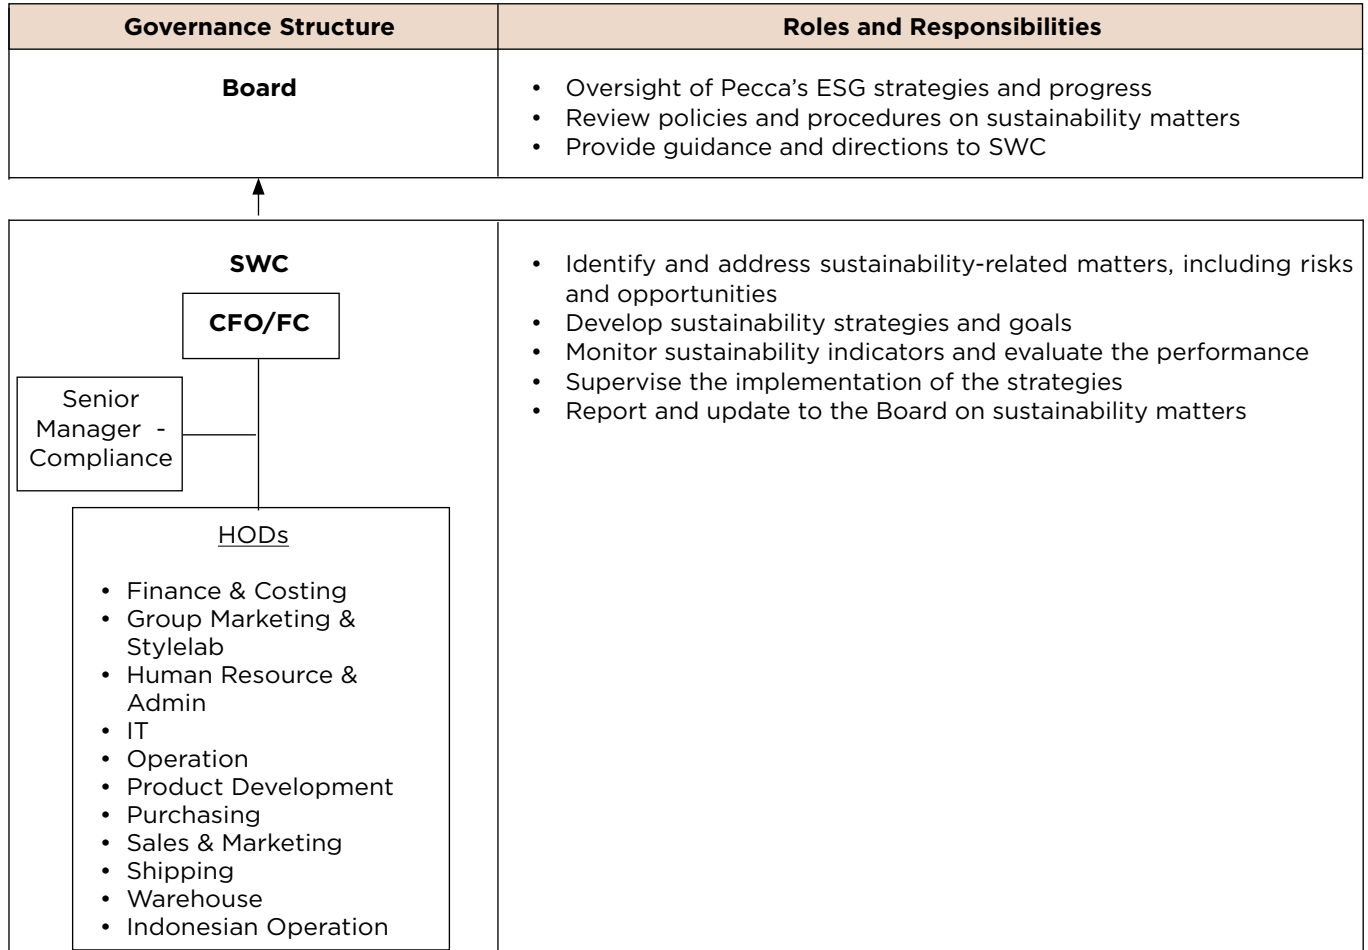 Governance Structure
Roles and Responsibilities
Board
• Oversight of Pecca’s ESG strategies and progress
• Review policies and procedures on sustainability matters
• Provide guidance and directions to SWC
SWC
CFO/FC
Senior
Manager -
Compliance
HODs
• Finance & Costing
• Group Marketing &
Stylelab
• Human Resource &
Admin
• IT
• Operation
• Product Development
• Purchasing
• Sales & Marketing
• Shipping
• Warehouse
• Indonesian Operation
• Identify and address sustainability-related matters, including risks
and opportunities
• Develop sustainability strategies and goals
• Monitor sustainability indicators and evaluate the performance
• Supervise the implementation of the strategies
• Report and update to the Board on sustainability matters